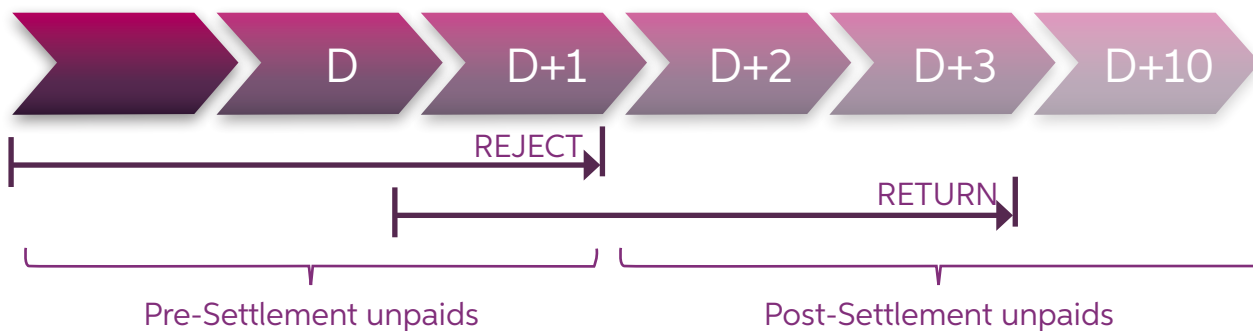 D D+1 D+2 D+3 D+10
REJECT
RETURN
Pre-Settlement unpaids Post-Settlement unpaids